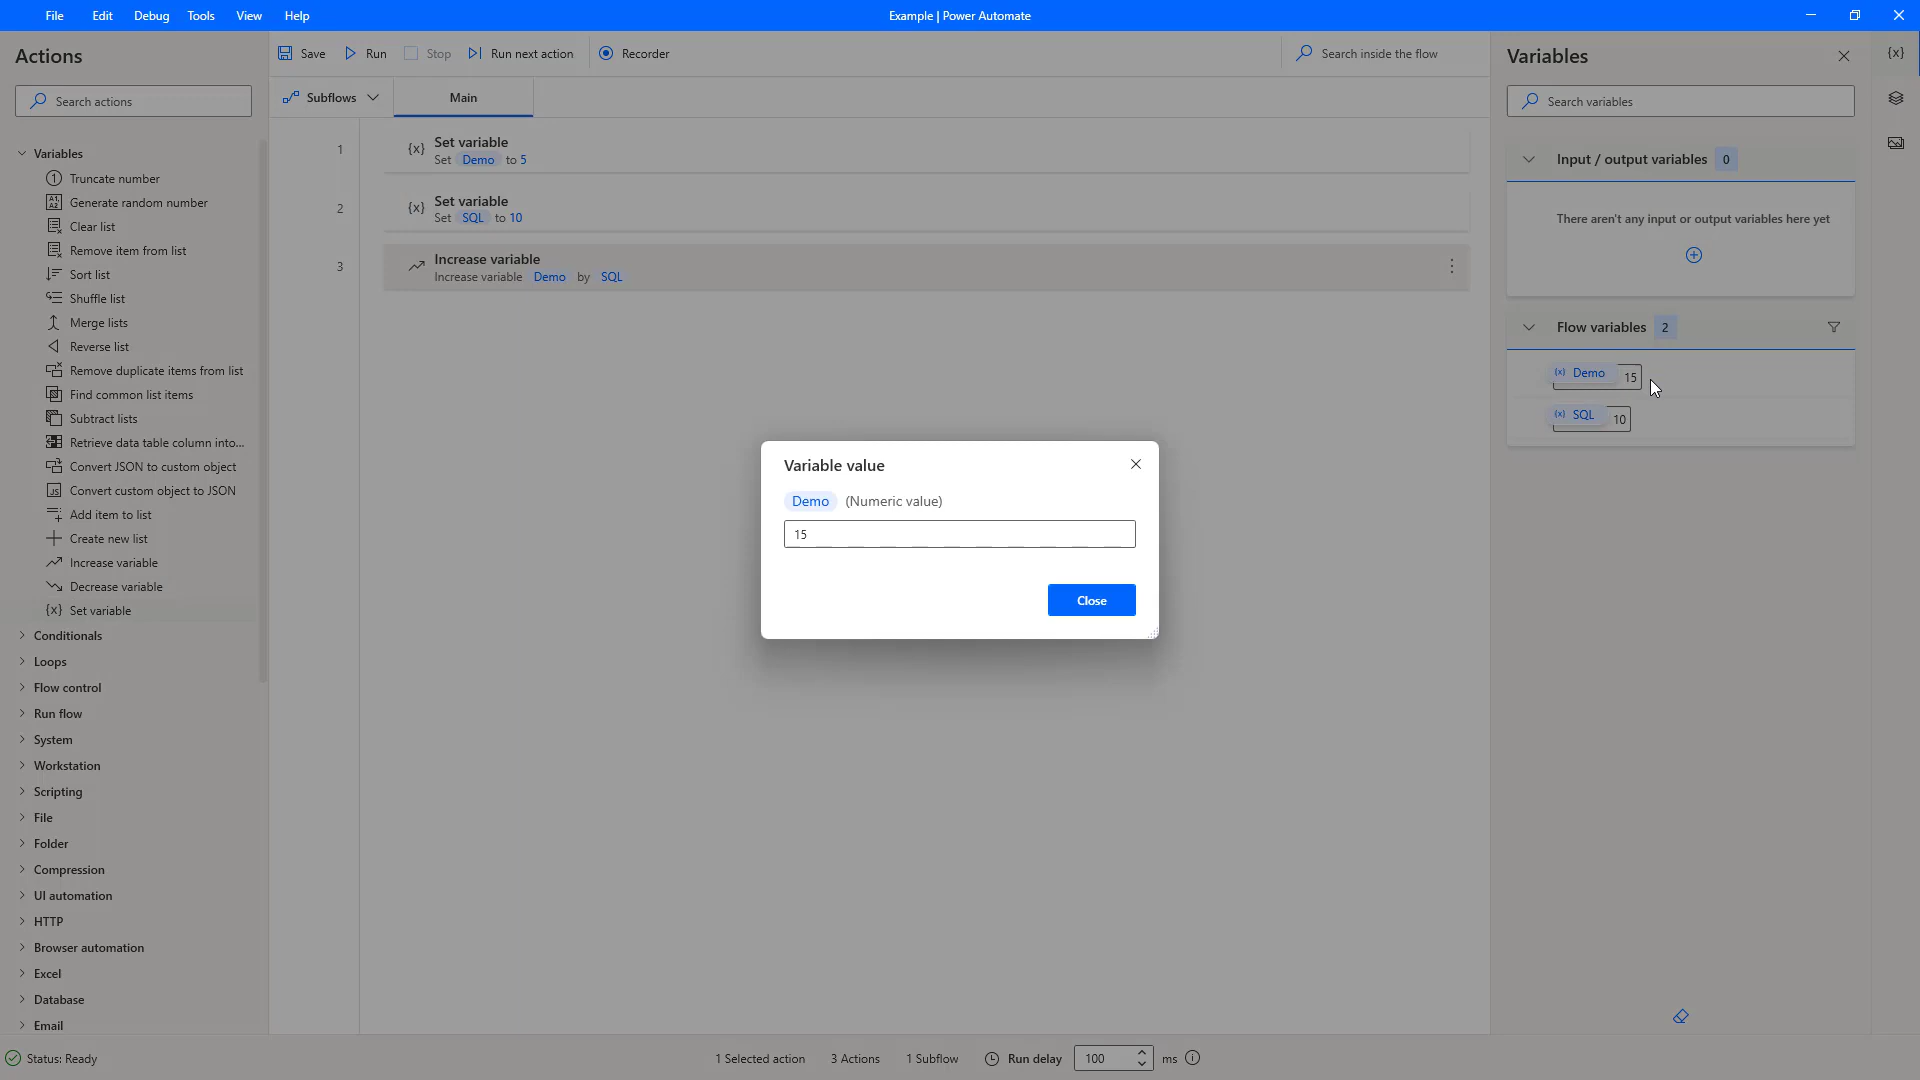 File Edit Debug Tools View Help
Example | Power Automate
Actions
Search actions
Variables
Truncate number
Generate random number
Clear list
Remove item from list
Sort list
Shuffle list
Merge lists
Reverse list
Remove duplicate items from list
Find common list items
Subtract lists
Retrieve data table column into...
Convert JSON to custom object
Convert custom object to JSON
Add item to list
Create new list
Increase variable
Decrease variable
{x} Set variable
Conditionals
Loops
Flow control
Run flow
System
Workstation
Scripting
File
Folder
Compression
UI automation
HTTP
Browser automation
Excel
Database
Email
Save Run Stop Run next action Recorder
Search inside the flow
Subflows Main
1 {x} Set variable
Set Demo to 5
2 {x} Set variable
Set SQL to 10
3 Increase variable
Increase variable Demo by SQL
Variable value
Demo (Numeric value)
15
Close
Variables
{x}
Search variables
Input / output variables 0
There aren't any input or output variables here yet
Flow variables 2
(x) Demo 15
(x) SQL 10
Status: Ready
1 Selected action 3 Actions 1 Subflow Run delay 100 ms